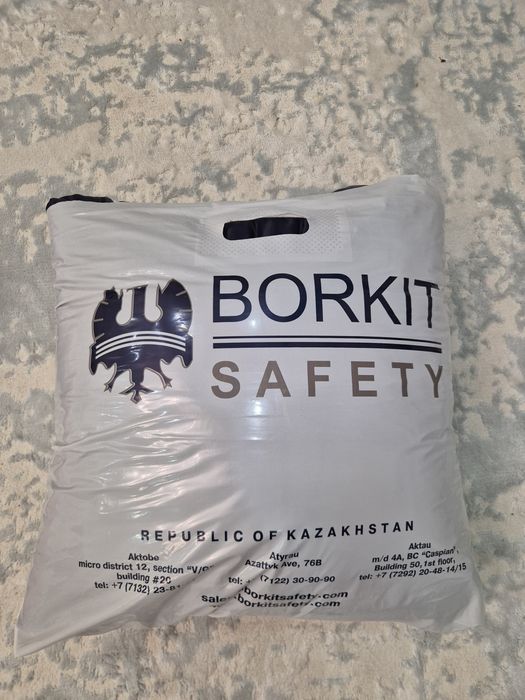 BORKIT
SAFETY
REPUBLIC OF KAZAKHSTAN
Aktobe
micro district 12, section
building #20
tel: +7 (7132)
Atyrau
Azattyk Ave, 76B
tel: (7122) 30-90-90
Aktau
m/d 4A, BC "Caspian",
Building 50, 1st floor,
tel: +7 (7292) 20-48-14/15
borkitsafety.com
borkitsafety.com